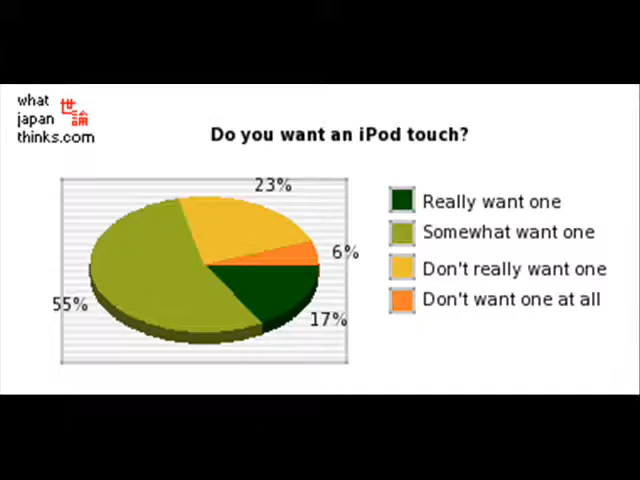 what
japan
thinks.com
世
論
Do you want an iPod touch?
23%
6%
55%
17%
Really want one
Somewhat want one
Don't really want one
Don't want one at all